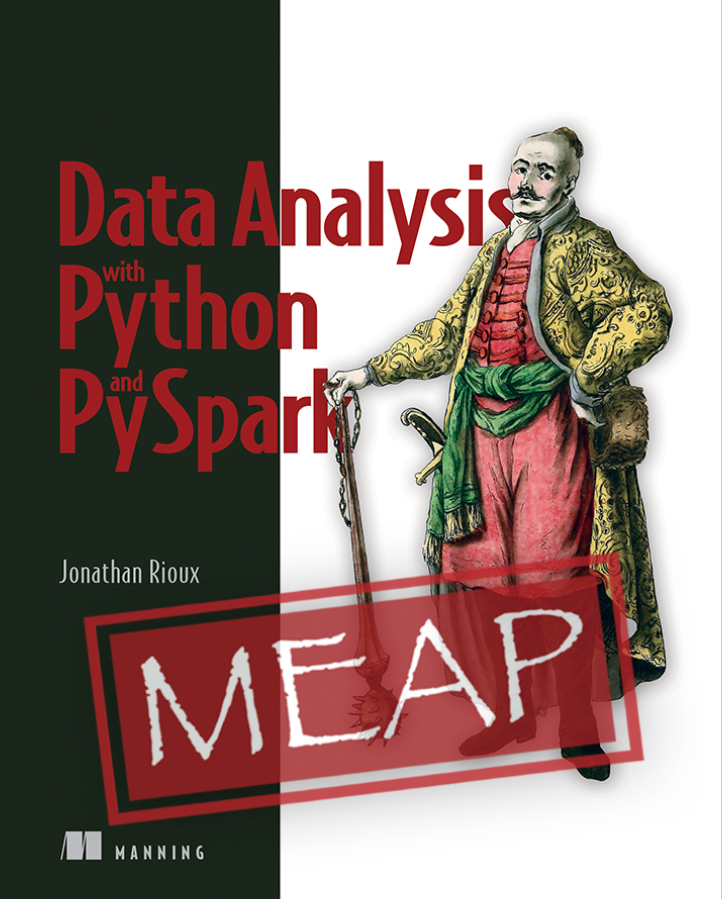 Data Analysis
with
Python
and
PySpark
Jonathan Rioux
MEAP
MANNING